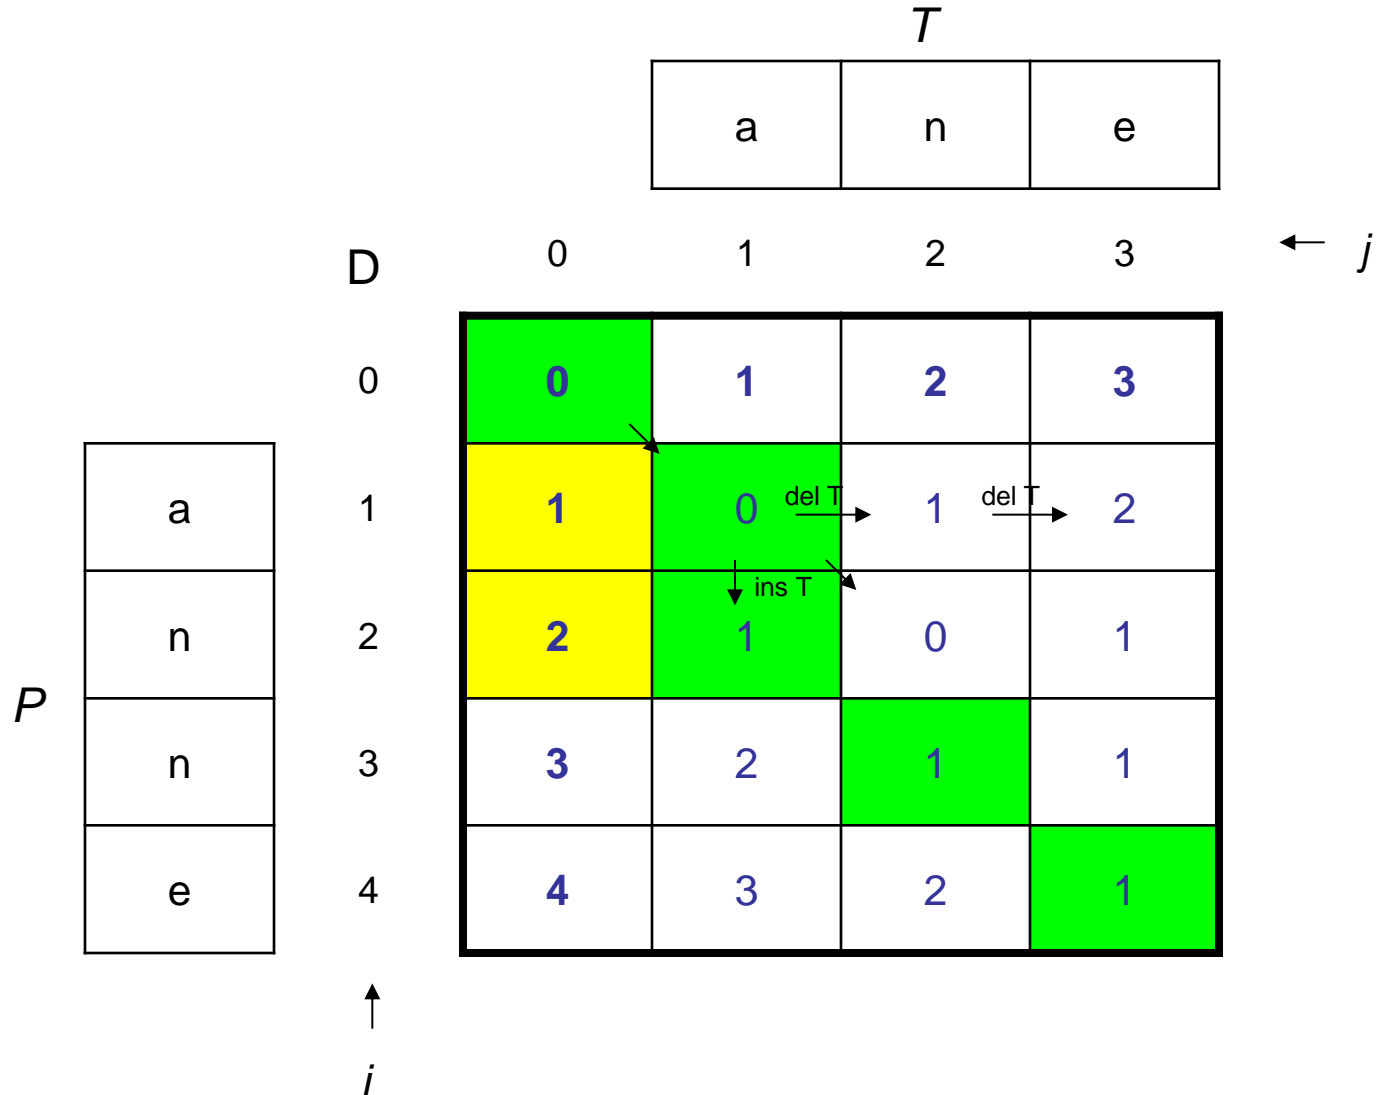 T
a n e
D 0 1 2 3 j
0 0 1 2 3
a 1 1 0 del T 1 del T 2
ins T
n 2 2 1 0 1
P
n 3 3 2 1 1
e 4 4 3 2 1
i